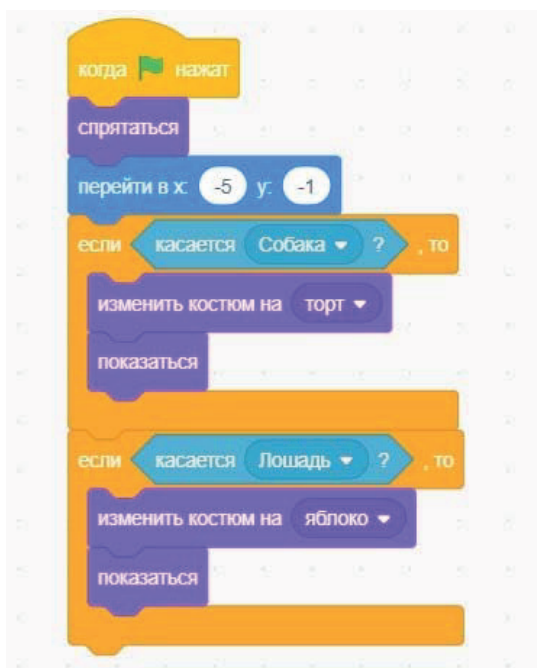 когда нажат
спрятаться
перейти в x: -5 y: -1
если касается Собака ? , то
изменить костюм на торт
показаться
если касается Лошадь ? , то
изменить костюм на яблоко
показаться